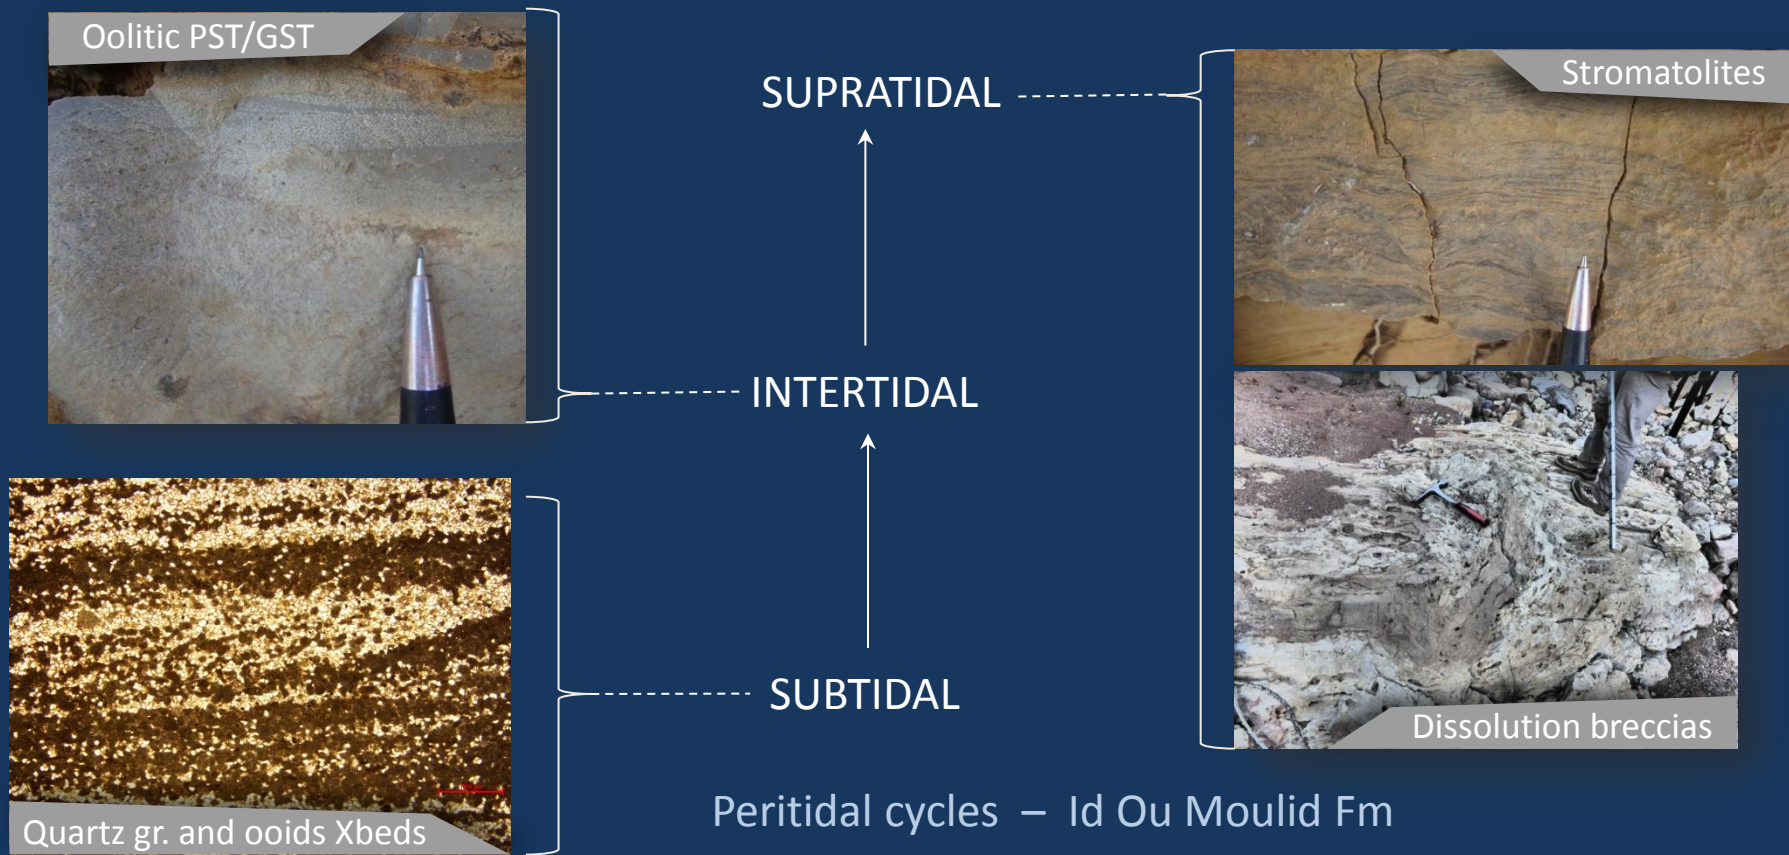 Oolitic PST/GST
SUPRATIDAL
Stromatolites
INTERTIDAL
SUBTIDAL
Dissolution breccias
Peritidal cycles – Id Ou Moulid Fm
Quartz gr. and ooids Xbeds